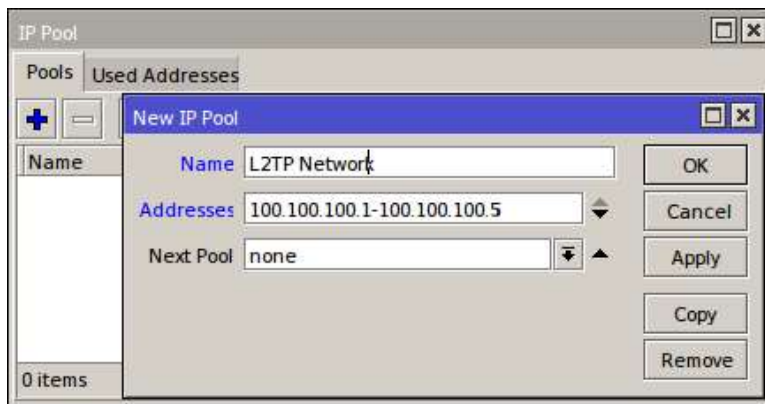 IP Pool
Pools Used Addresses
New IP Pool
Name
Name L2TP Network
OK
Addresses 100.100.100.1-100.100.100.5
Cancel
Next Pool none
Apply
Copy
Remove
0 items